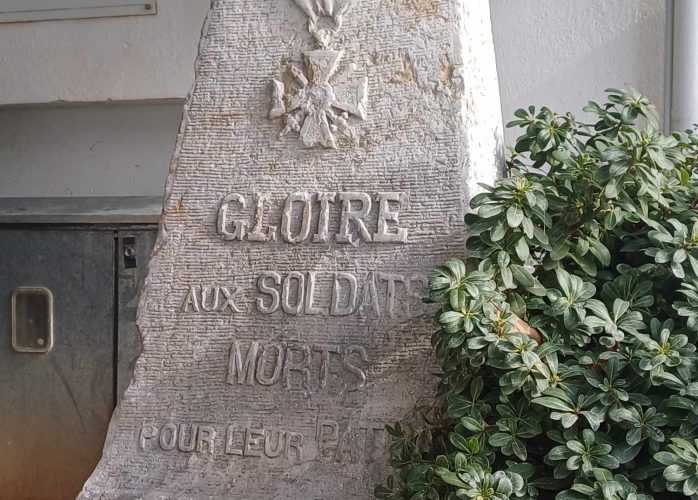 GLOIRE
AUX SOLDATS
MORTS
POUR LEUR